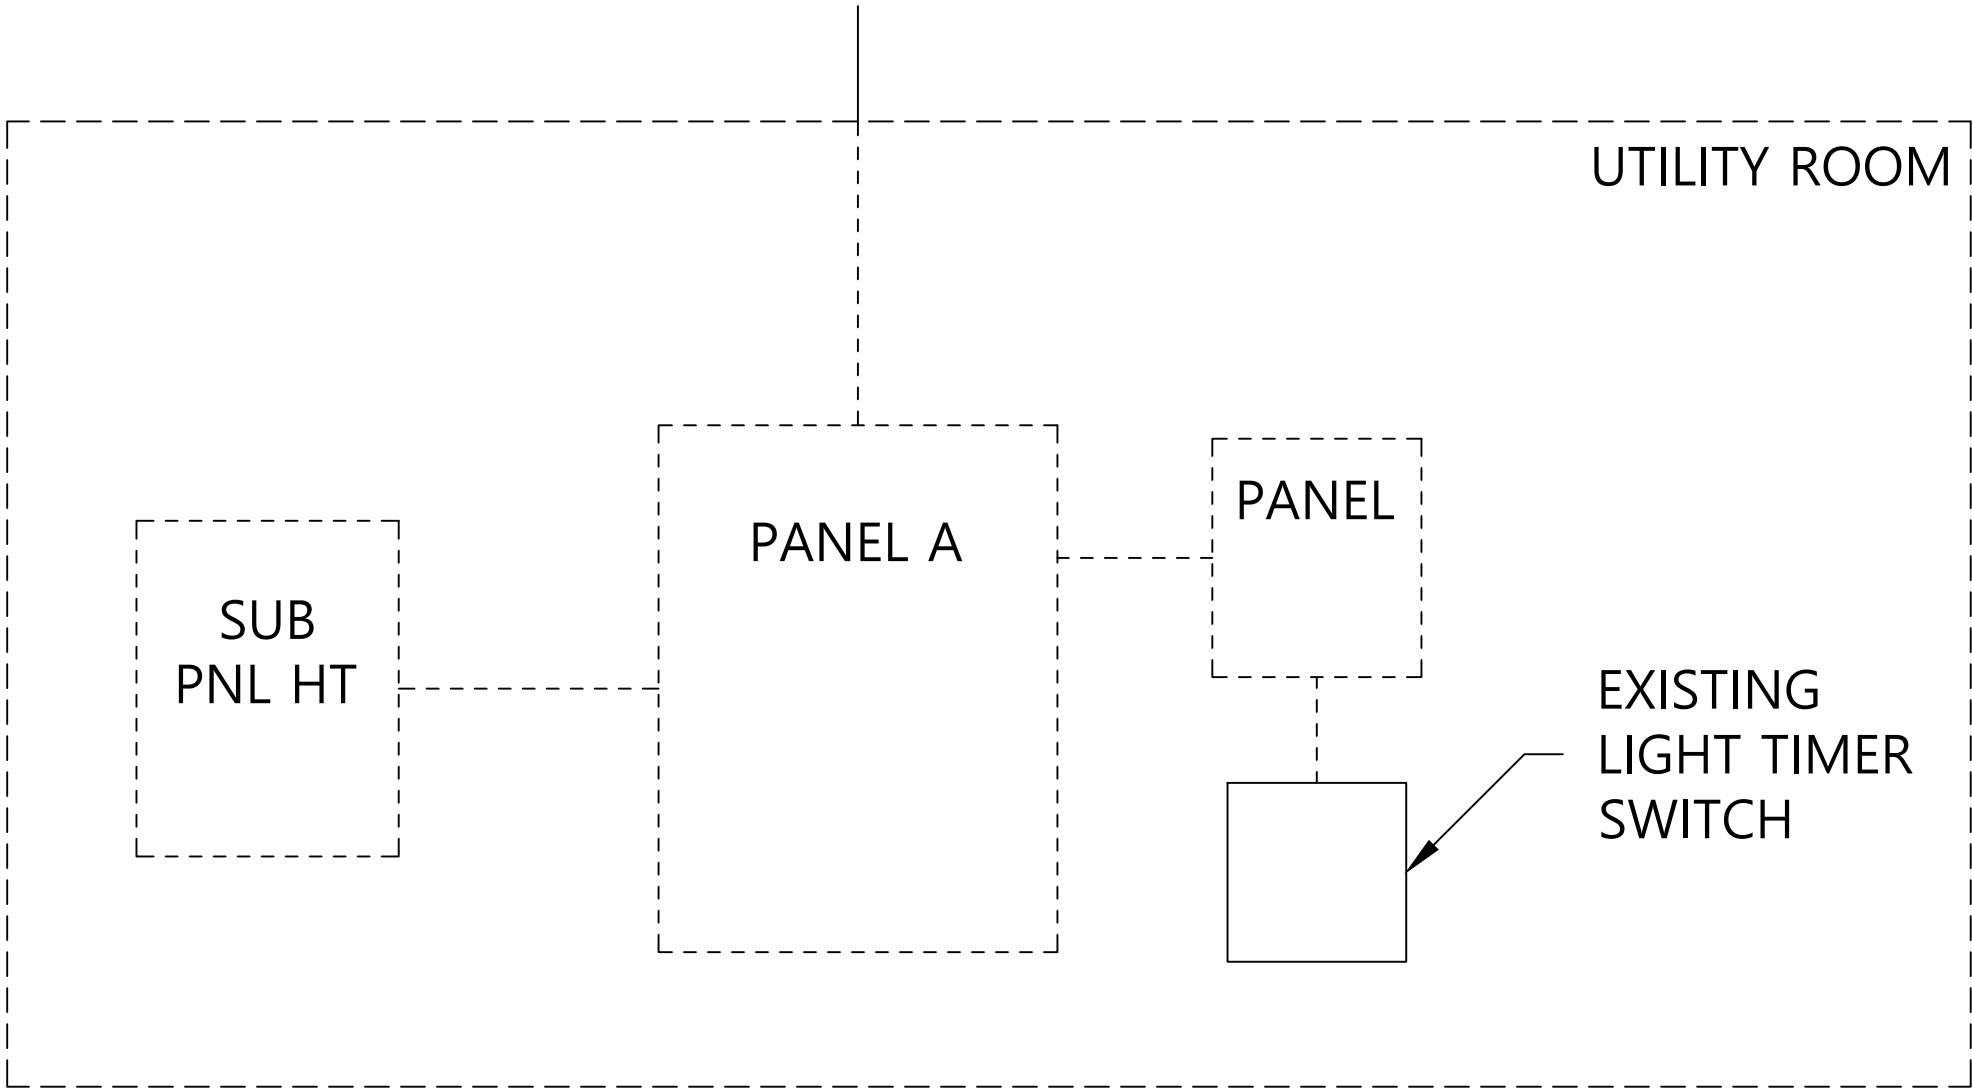 UTILITY ROOM
PANEL
PANEL A
SUB
PNL HT
EXISTING
LIGHT TIMER
SWITCH